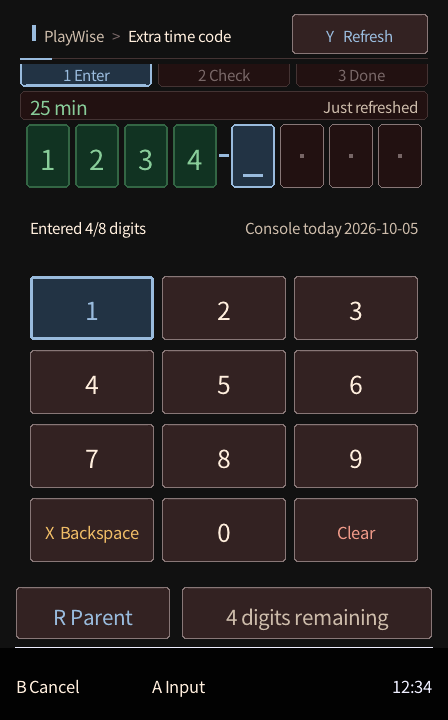 PlayWise > Extra time code
Y Refresh
1 Enter
2 Check
3 Done
25 min
Just refreshed
1 2 3 4 - _ · · ·
Entered 4/8 digits
Console today 2026-10-05
1 2 3
4 5 6
7 8 9
X Backspace 0 Clear
R Parent
4 digits remaining
B Cancel
A Input
12:34